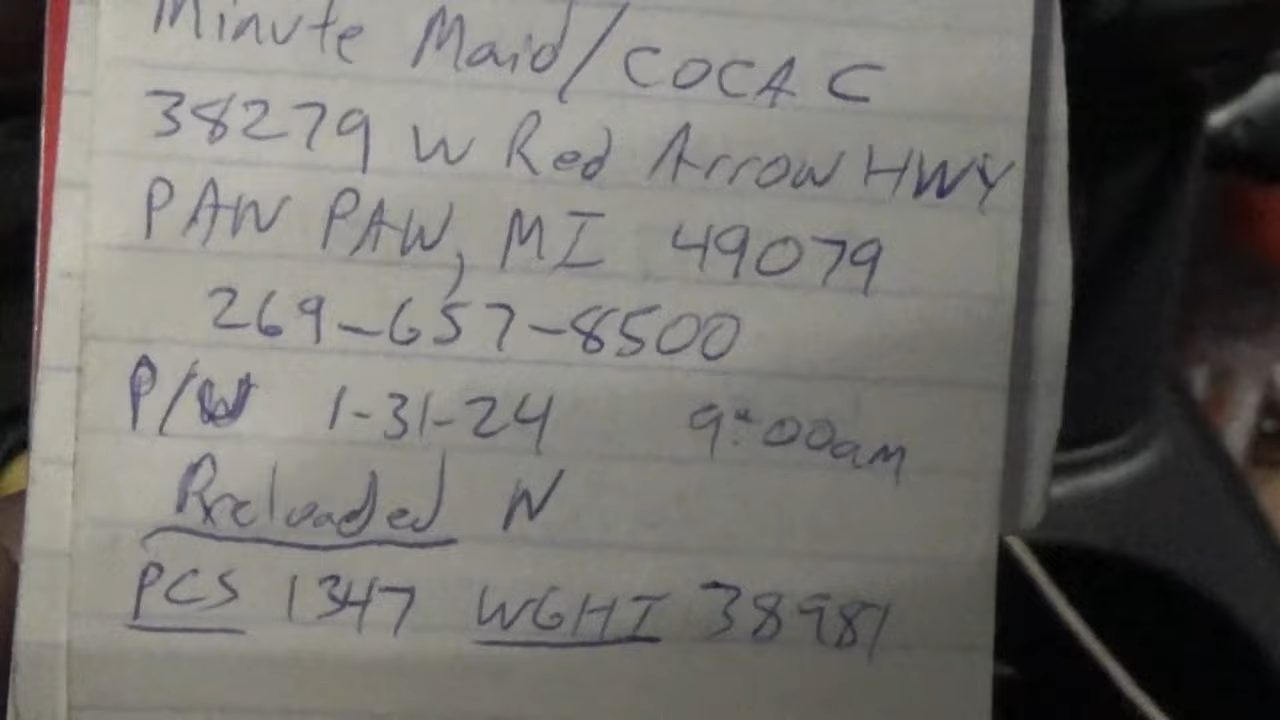 Minute Maid/COCA C
38279 W Red Arrow HWY
PAW PAW, MI 49079
269-657-8500
P/U 1-31-24 9:00am
Preloaded N
PCS 1347 WGHT 38981